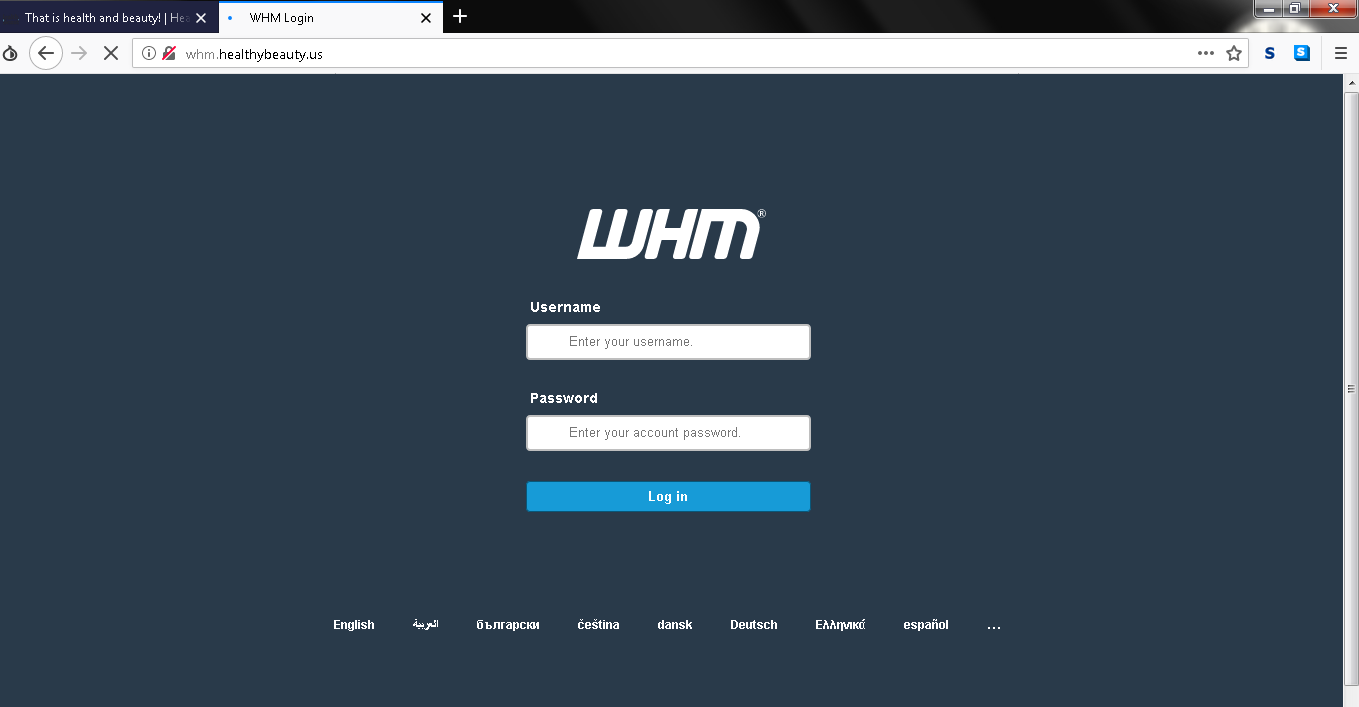 That is health and beauty! | Hea
WHM Login
whm.healthybeauty.us
S S
WHM®
Username
Enter your username.
Password
Enter your account password.
Log in
English العربية български čeština dansk Deutsch Ελληνικά español …